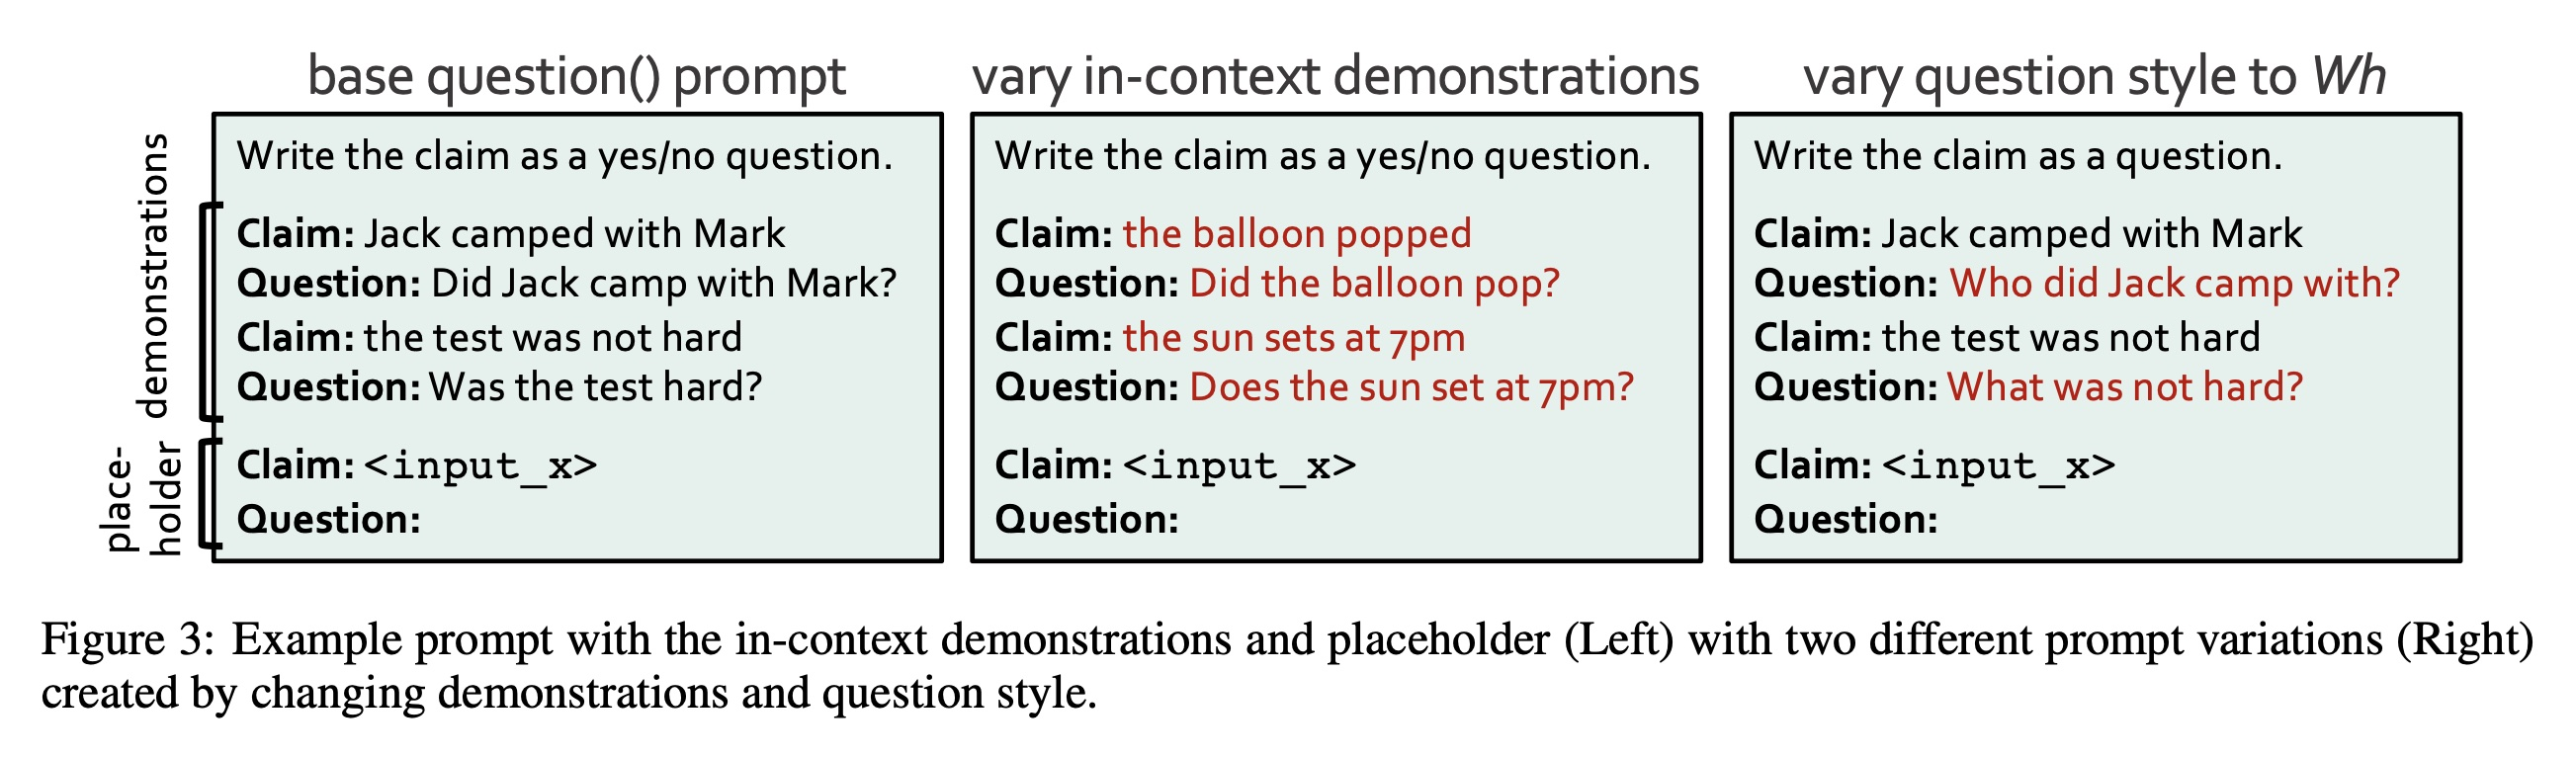 base question() prompt
vary in-context demonstrations
vary question style to Wh
demonstrations
place-
holder
Write the claim as a yes/no question.
Claim: Jack camped with Mark
Question: Did Jack camp with Mark?
Claim: the test was not hard
Question: Was the test hard?
Claim: <input_x>
Question:
Write the claim as a yes/no question.
Claim: the balloon popped
Question: Did the balloon pop?
Claim: the sun sets at 7pm
Question: Does the sun set at 7pm?
Claim: <input_x>
Question:
Write the claim as a question.
Claim: Jack camped with Mark
Question: Who did Jack camp with?
Claim: the test was not hard
Question: What was not hard?
Claim: <input_x>
Question:
Figure 3: Example prompt with the in-context demonstrations and placeholder (Left) with two different prompt variations (Right)
created by changing demonstrations and question style.